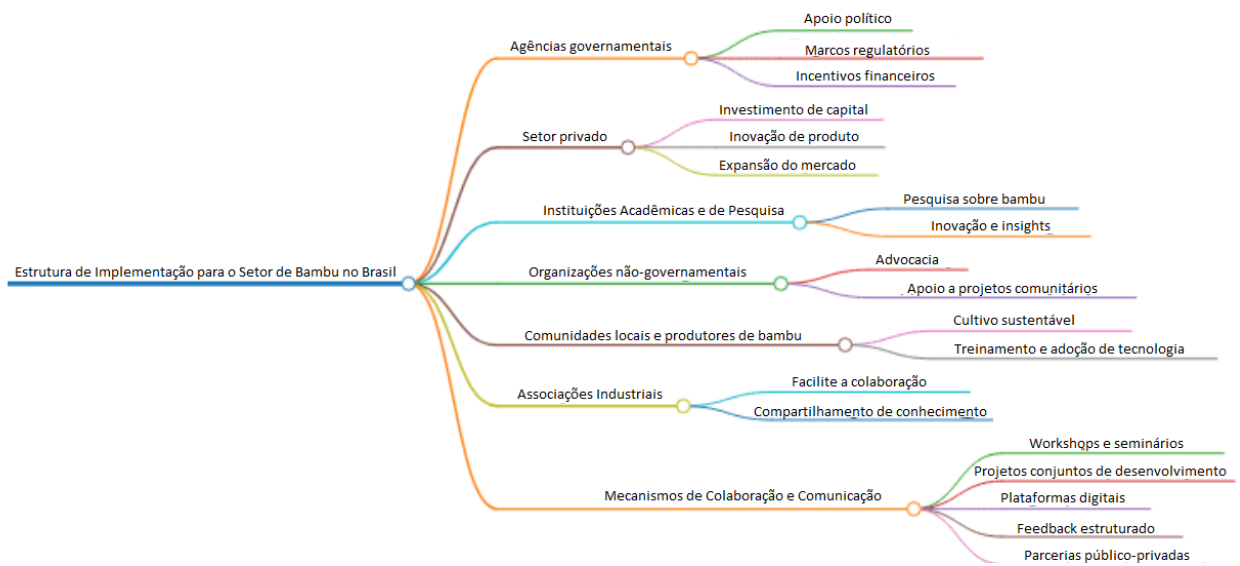 Estrutura de Implementação para o Setor de Bambu no Brasil
Agências governamentais
Apoio político
Marcos regulatórios
Incentivos financeiros
Setor privado
Investimento de capital
Inovação de produto
Expansão do mercado
Instituições Acadêmicas e de Pesquisa
Pesquisa sobre bambu
Inovação e insights
Organizações não-governamentais
Advocacia
Apoio a projetos comunitários
Comunidades locais e produtores de bambu
Cultivo sustentável
Treinamento e adoção de tecnologia
Associações Industriais
Facilite a colaboração
Compartilhamento de conhecimento
Mecanismos de Colaboração e Comunicação
Workshops e seminários
Projetos conjuntos de desenvolvimento
Plataformas digitais
Feedback estruturado
Parcerias público-privadas